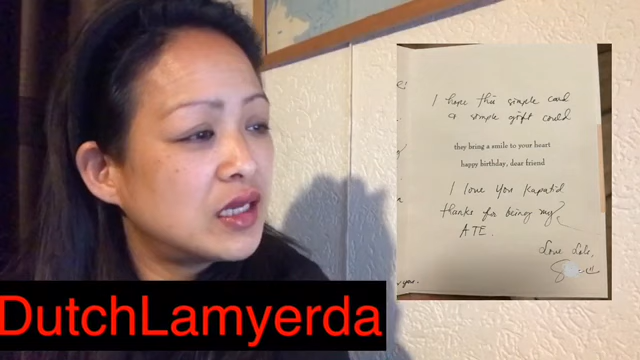 I hope this simple card
a simple gift could
they bring a smile to your heart
happy birthday, dear friend
I love you Kapatid
thanks for being my
ATE.
Love Lots,
DutchLamyerda